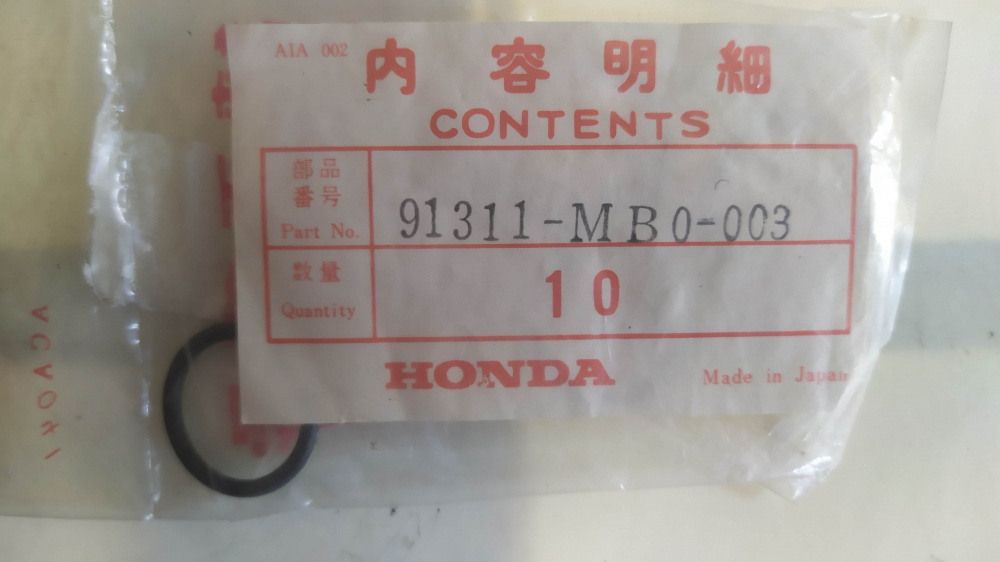 AIA 002
内容明細
CONTENTS
部品
番号
Part No.
91311-MB0-003
数量
Quantity
10
HONDA
Made in Japan